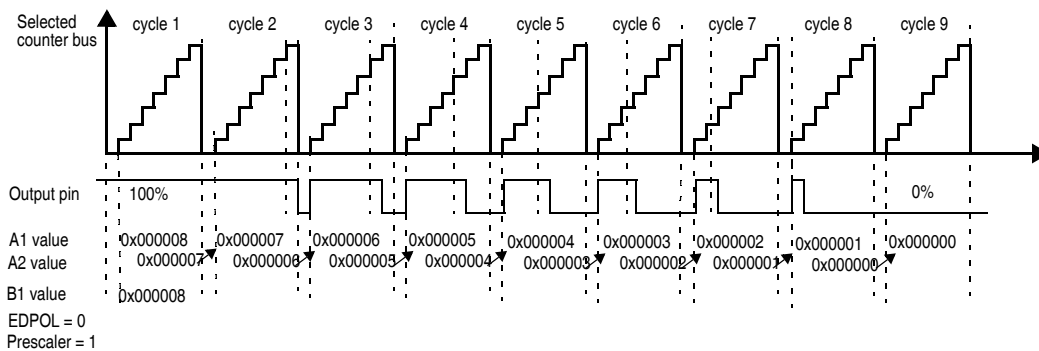 Selected
counter bus
cycle 1 cycle 2 cycle 3 cycle 4 cycle 5 cycle 6 cycle 7 cycle 8 cycle 9
Output pin 100% 0%
A1 value 0x000008 0x000007 0x000006 0x000005 0x000004 0x000003 0x000002 0x000001 0x000000
A2 value 0x000007 0x000006 0x000005 0x000004 0x000003 0x000002 0x000001 0x000000
B1 value 0x000008
EDPOL = 0
Prescaler = 1